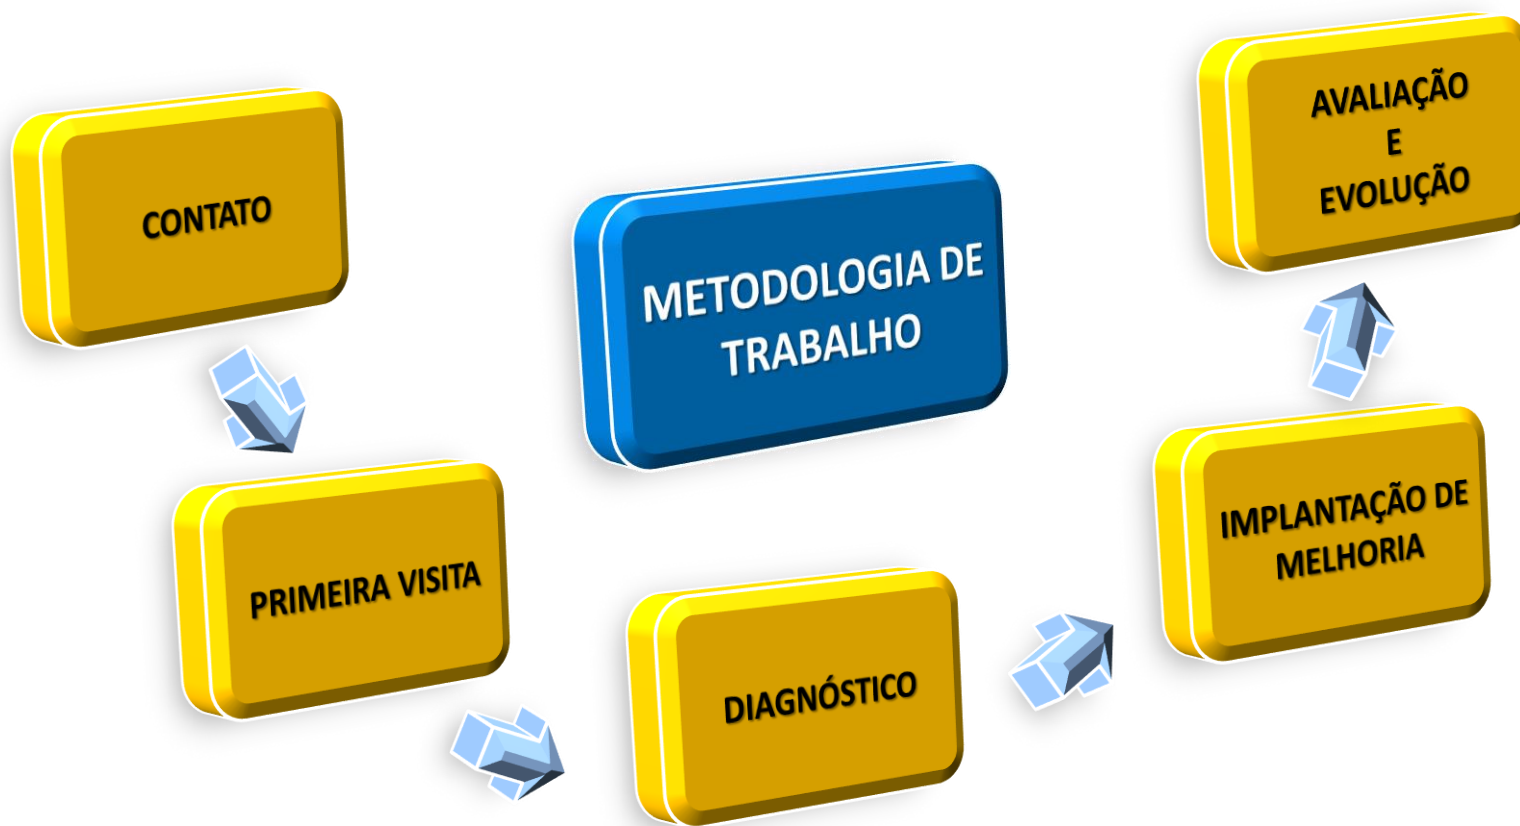 CONTATO
METODOLOGIA DE
TRABALHO
AVALIAÇÃO
E
EVOLUÇÃO
PRIMEIRA VISITA
DIAGNÓSTICO
IMPLANTAÇÃO DE
MELHORIA